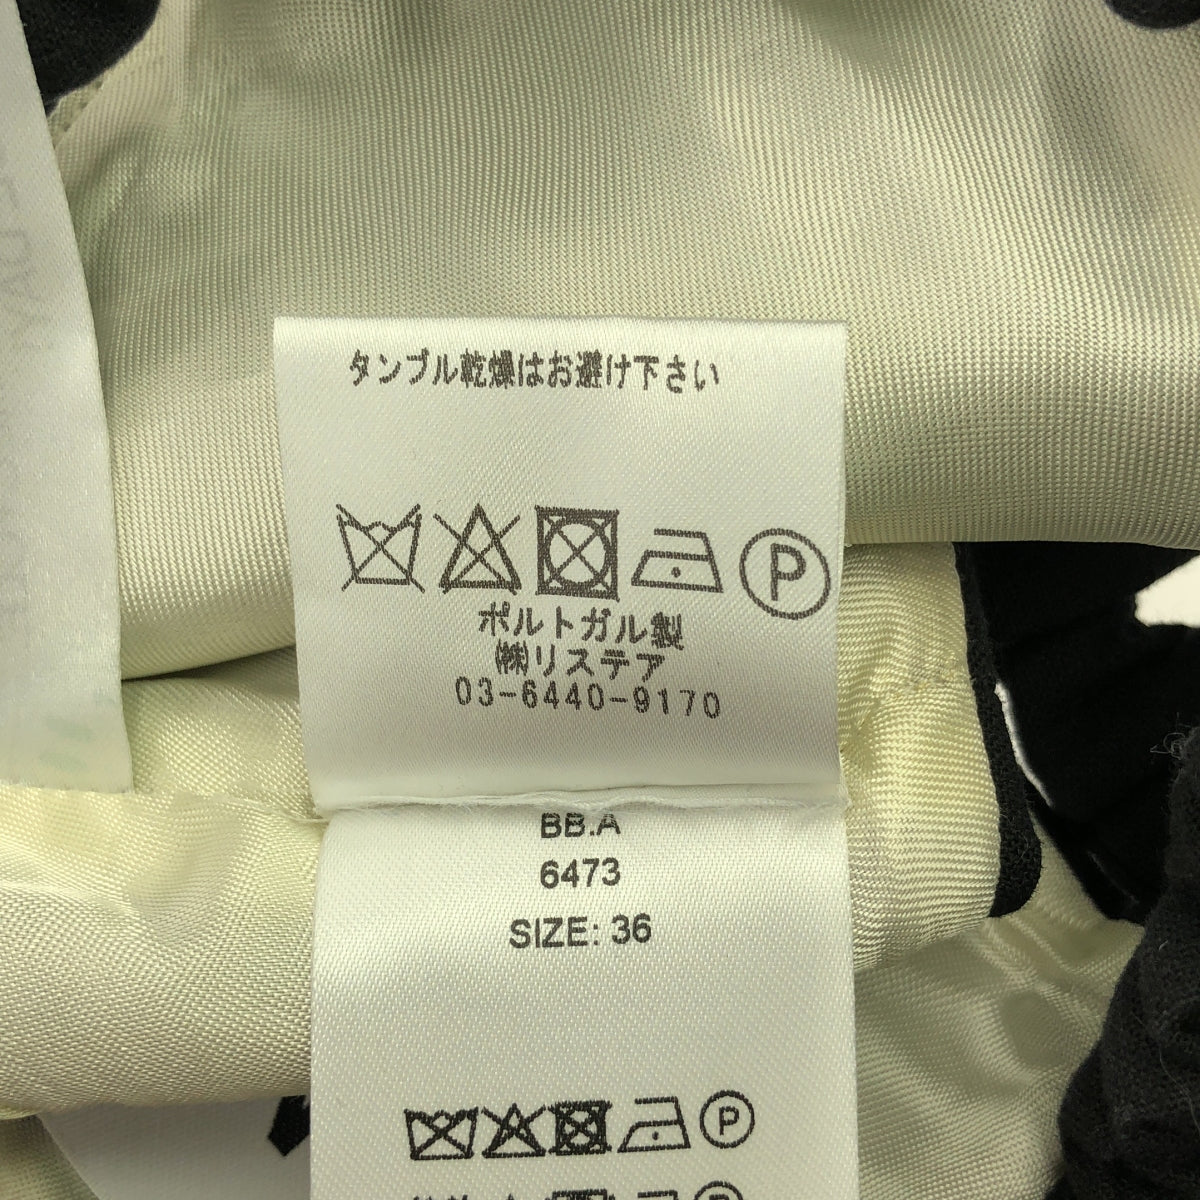 タンブル乾燥はお避け下さい
P
ポルトガル製
㈱リステア
03-6440-9170
BB.A
6473
SIZE: 36
P